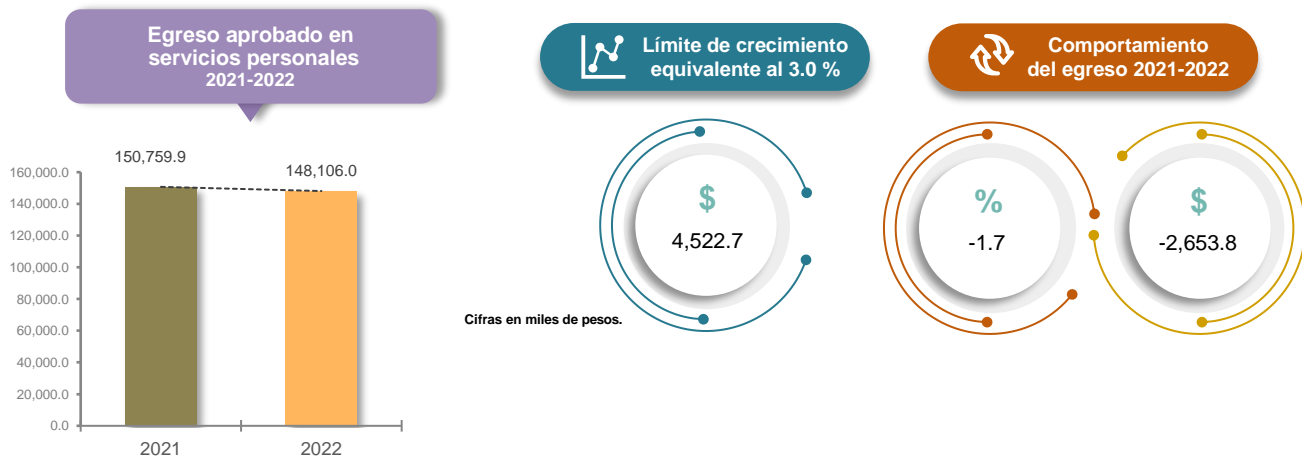 Egreso aprobado en
servicios personales
2021-2022
150,759.9
148,106.0
160,000.0
140,000.0
120,000.0
100,000.0
80,000.0
60,000.0
40,000.0
20,000.0
0.0
2021
2022
Límite de crecimiento
equivalente al 3.0 %
$
4,522.7
Cifras en miles de pesos.
Comportamiento
del egreso 2021-2022
%
-1.7
$
-2,653.8